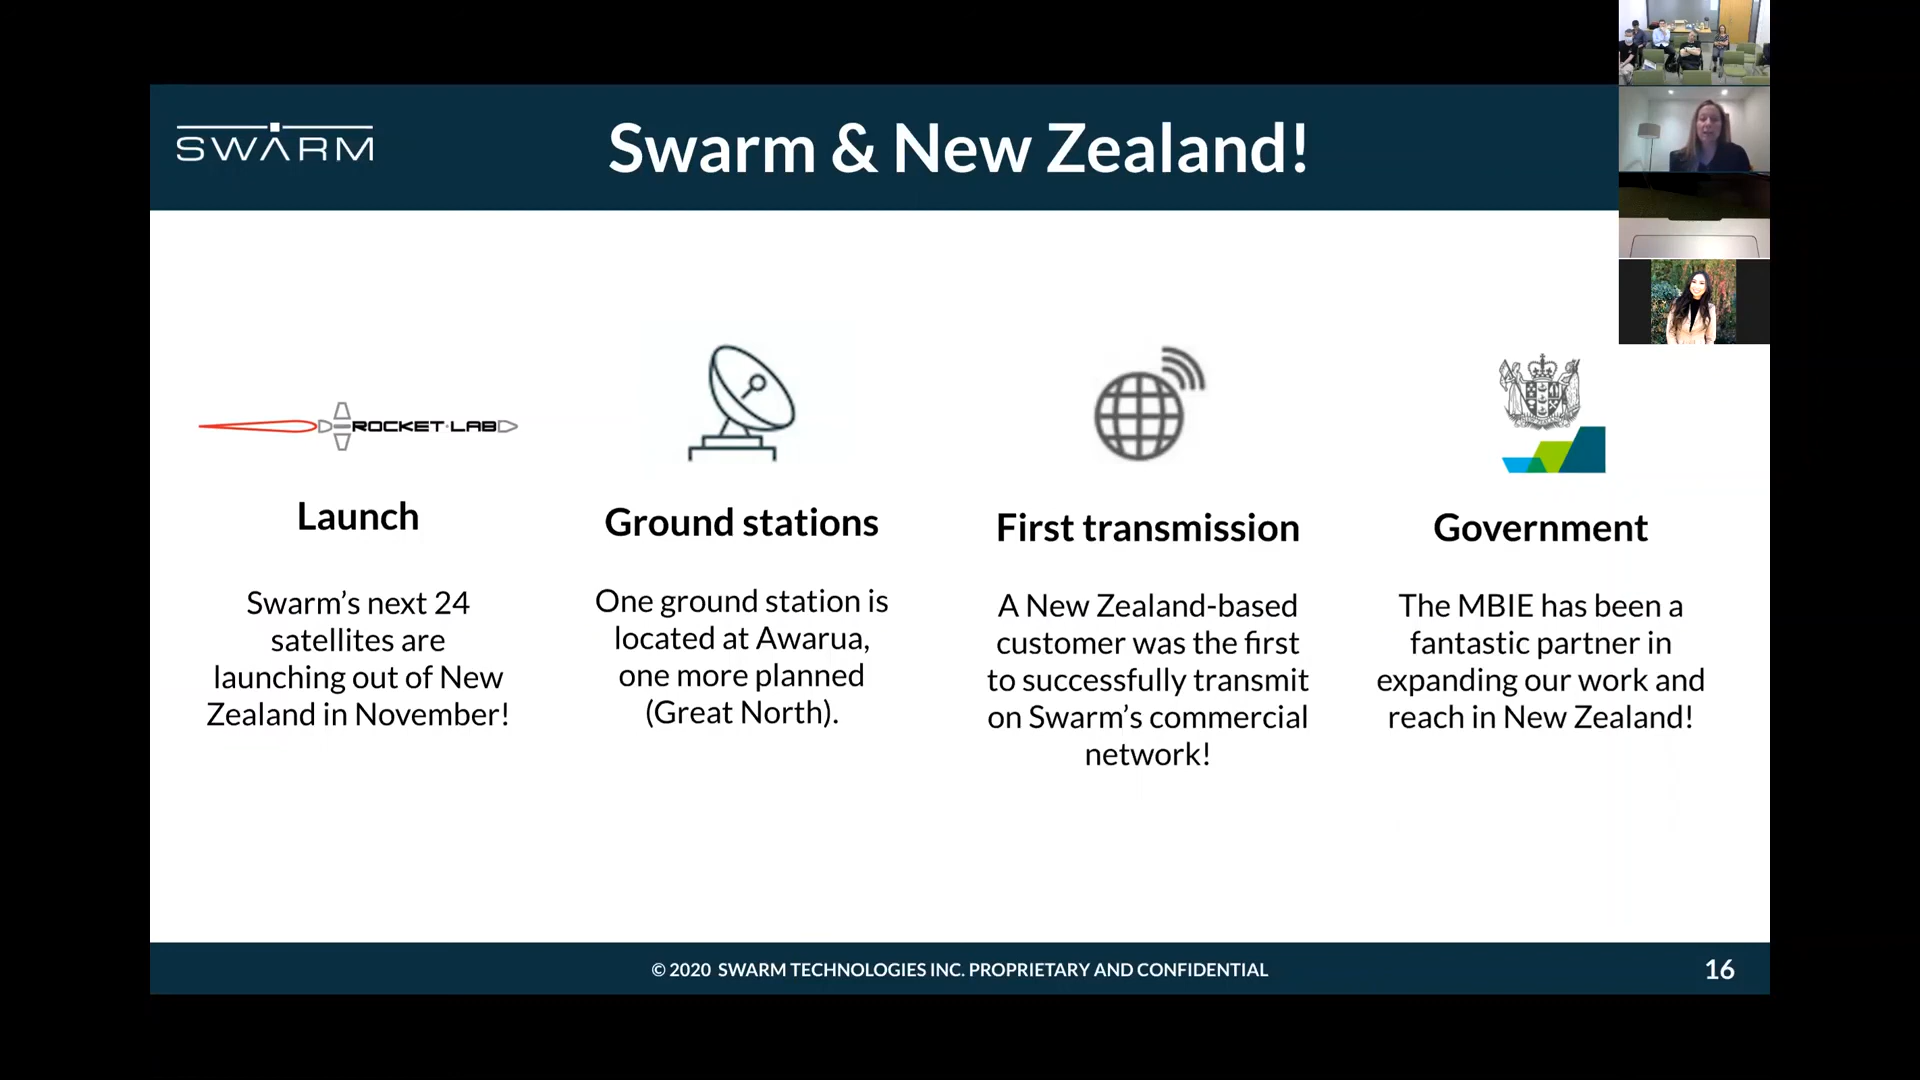 SWARM
Swarm & New Zealand!
ROCKET LAB
Launch
Swarm’s next 24
satellites are
launching out of New
Zealand in November!
Ground stations
One ground station is
located at Awarua,
one more planned
(Great North).
First transmission
A New Zealand-based
customer was the first
to successfully transmit
on Swarm’s commercial
network!
Government
The MBIE has been a
fantastic partner in
expanding our work and
reach in New Zealand!
© 2020 SWARM TECHNOLOGIES INC. PROPRIETARY AND CONFIDENTIAL
16